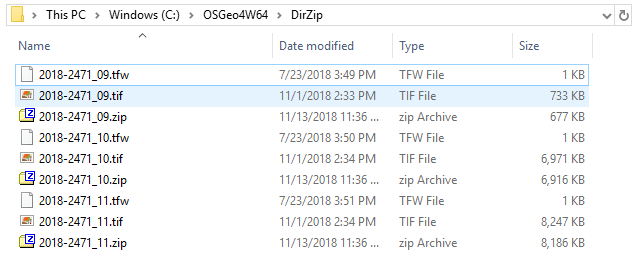 This PC > Windows (C:) > OSGeo4W64 > DirZip
Name Date modified Type Size
2018-2471_09.tfw 7/23/2018 3:49 PM TFW File 1 KB
2018-2471_09.tif 11/1/2018 2:33 PM TIF File 733 KB
2018-2471_09.zip 11/13/2018 11:36 ... zip Archive 677 KB
2018-2471_10.tfw 7/23/2018 3:50 PM TFW File 1 KB
2018-2471_10.tif 11/1/2018 2:34 PM TIF File 6,971 KB
2018-2471_10.zip 11/13/2018 11:36 ... zip Archive 6,916 KB
2018-2471_11.tfw 7/23/2018 3:51 PM TFW File 1 KB
2018-2471_11.tif 11/1/2018 2:34 PM TIF File 8,247 KB
2018-2471_11.zip 11/13/2018 11:36 ... zip Archive 8,186 KB